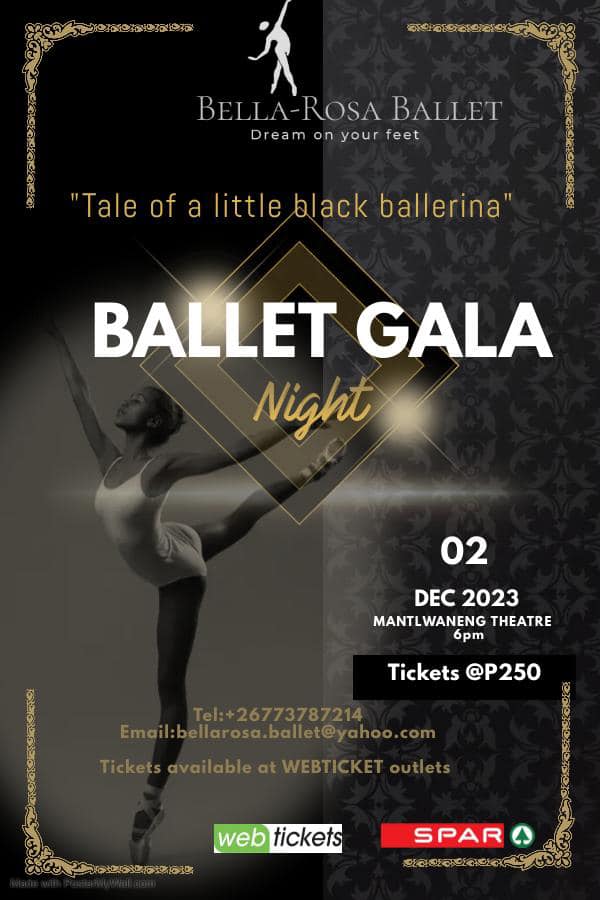 BELLA-ROSA BALLET
Dream on your feet
"Tale of a little black ballerina"
BALLET GALA
Night
02
DEC 2023
MANTLWANENG THEATRE
6pm
Tickets @P250
Tel:+26773787214
Email:bellarosa.ballet@yahoo.com
Tickets available at WEBTICKET outlets
webtickets
SPAR
Made with PosterMyWall.com